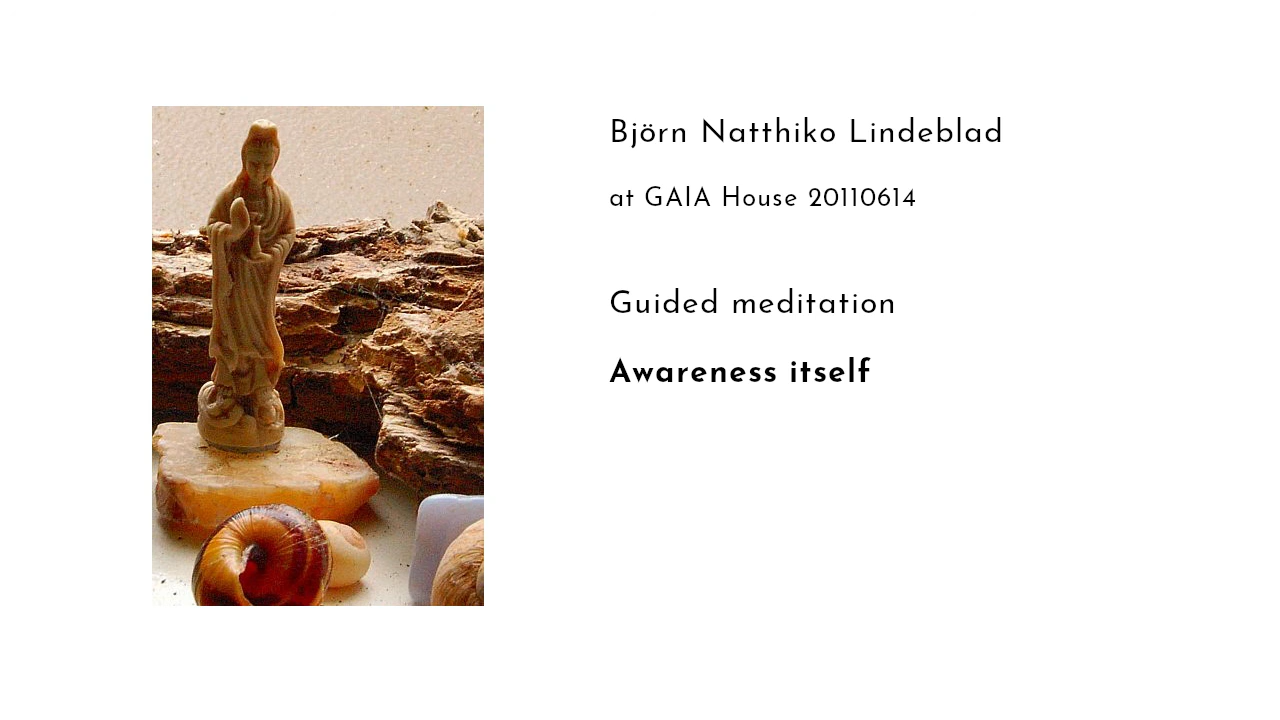 Björn Natthiko Lindeblad
at GAIA House 20110614
Guided meditation
Awareness itself